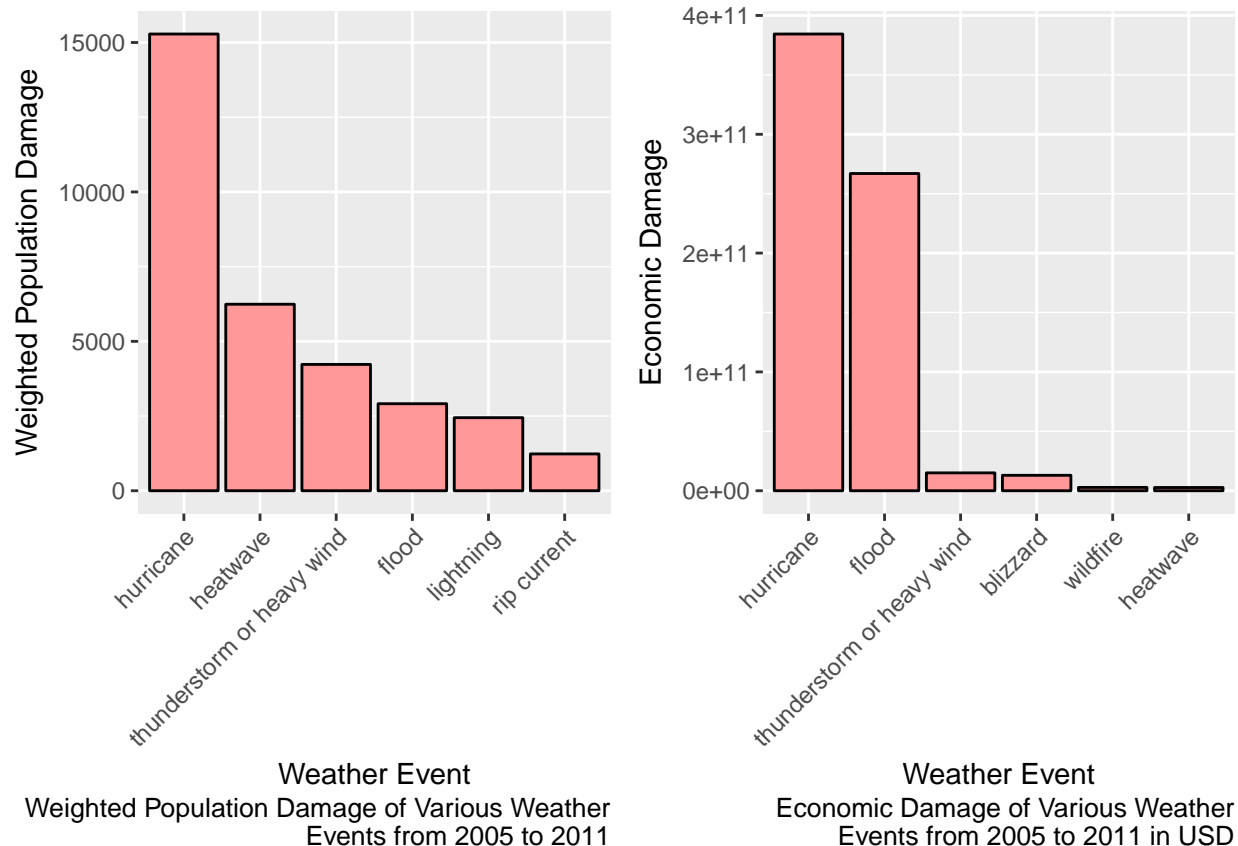 Weighted Population Damage
15000
10000
5000
0
hurricane
heatwave
thunderstorm or heavy wind
flood
lightning
rip current
Weather Event
Weighted Population Damage of Various Weather
Events from 2005 to 2011
Economic Damage
4e+11
3e+11
2e+11
1e+11
0e+00
hurricane
flood
thunderstorm or heavy wind
blizzard
wildfire
heatwave
Weather Event
Economic Damage of Various Weather
Events from 2005 to 2011 in USD